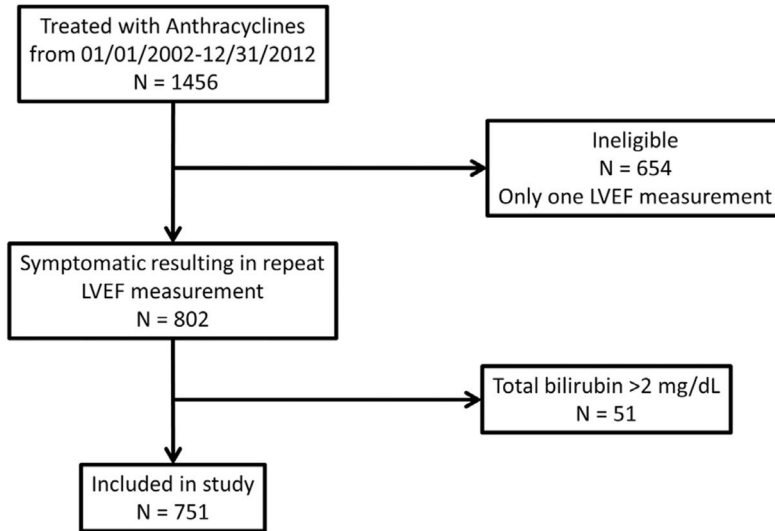 Treated with Anthracyclines
from 01/01/2002-12/31/2012
N = 1456
Ineligible
N = 654
Only one LVEF measurement
Symptomatic resulting in repeat
LVEF measurement
N = 802
Total bilirubin >2 mg/dL
N = 51
Included in study
N = 751